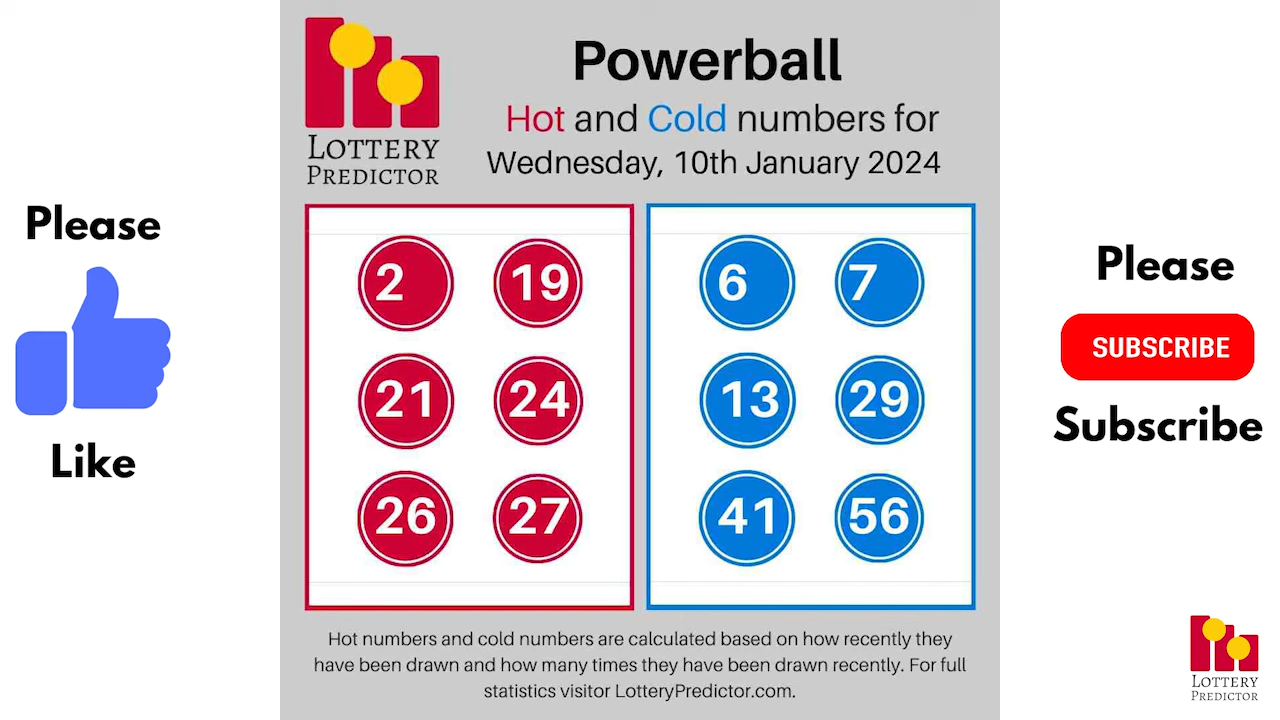 LOTTERY
PREDICTOR
Powerball
Hot and Cold numbers for
Wednesday, 10th January 2024
Please
Like
2 19
21 24
26 27
6 7
13 29
41 56
Please
SUBSCRIBE
Subscribe
Hot numbers and cold numbers are calculated based on how recently they
have been drawn and how many times they have been drawn recently. For full
statistics visitor LotteryPredictor.com.
LOTTERY
PREDICTOR